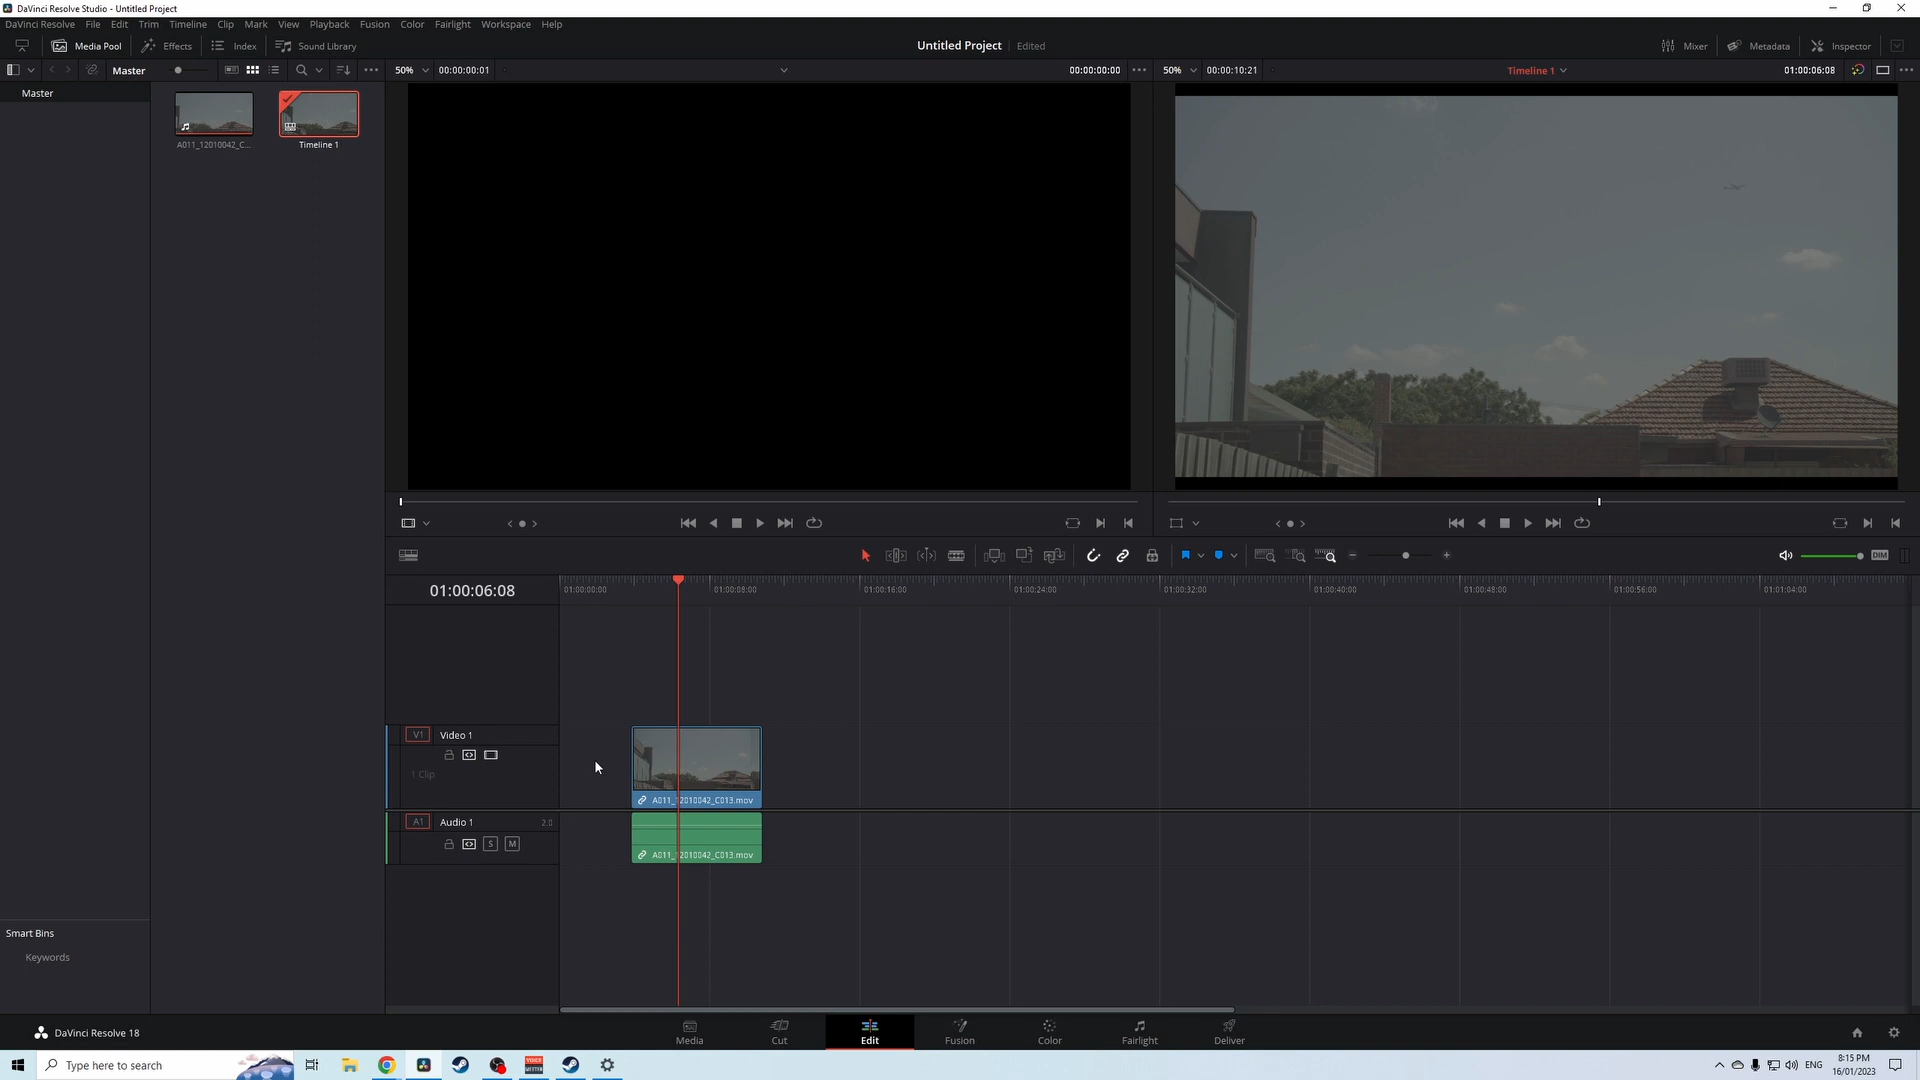 DaVinci Resolve Studio - Untitled Project
DaVinci Resolve File Edit Trim Timeline Clip Mark View Playback Fusion Color Fairlight Workspace Help
Media Pool Effects Index Sound Library Untitled Project Edited Mixer Metadata Inspector
Master 50% 00:00:00:01 00:00:00:00 50% 00:00:10:21 Timeline 1 01:00:06:08
Master
A011_12010042_C... Timeline 1
DIM
01:00:06:08 01:00:00:00 01:00:08:00 01:00:16:00 01:00:24:00 01:00:32:00 01:00:40:00 01:00:48:00 01:00:56:00 01:01:04:00
V1 Video 1
1 Clip
A011_12010042_C013.mov
A1 Audio 1 2.0
S M
A011_12010042_C013.mov
Smart Bins
Keywords
DaVinci Resolve 18 Media Cut Edit Fusion Color Fairlight Deliver
Type here to search ENG 8:15 PM
16/01/2023